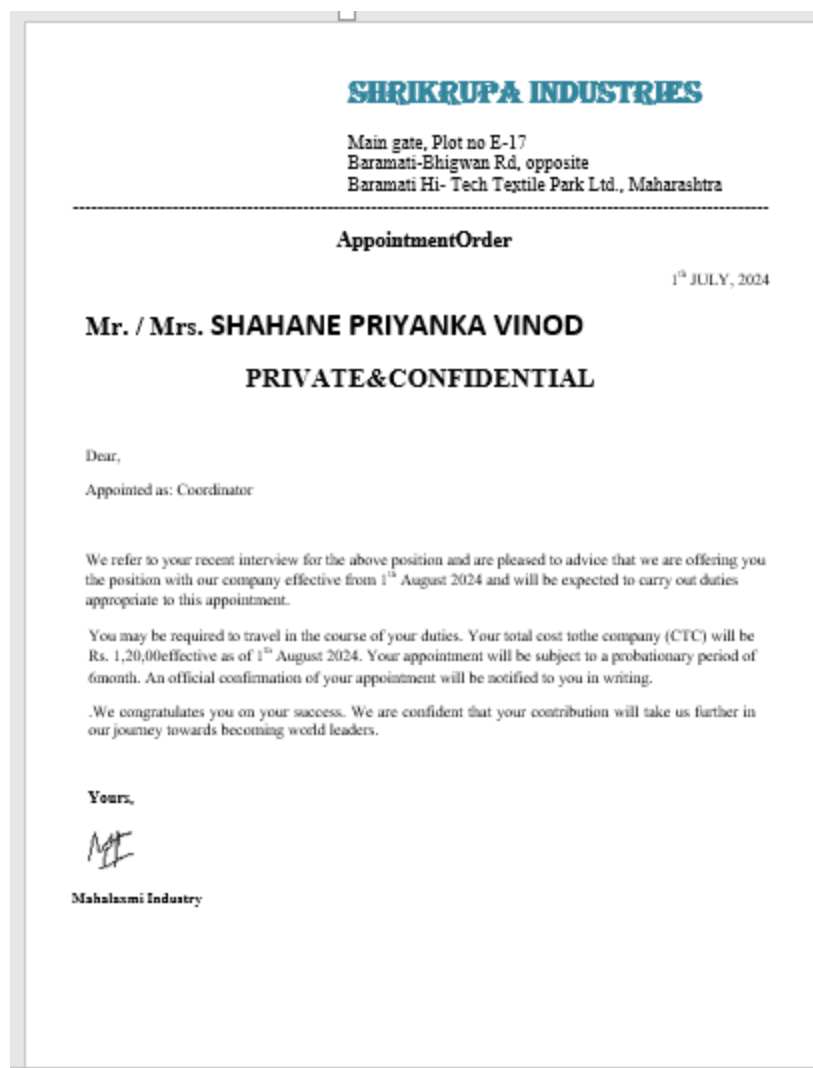 SHRIKRUPA INDUSTRIES
Main gate, Plot no E-17
Baramati-Bhigwan Rd, opposite
Baramati Hi- Tech Textile Park Ltd., Maharashtra
AppointmentOrder
1th JULY, 2024
Mr. / Mrs. SHAHANE PRIYANKA VINOD
PRIVATE&CONFIDENTIAL
Dear,
Appointed as: Coordinator
We refer to your recent interview for the above position and are pleased to advice that we are offering you
the position with our company effective from 1th August 2024 and will be expected to carry out duties
appropriate to this appointment.
You may be required to travel in the course of your duties. Your total cost tothe company (CTC) will be
Rs. 1,20,00effective as of 1th August 2024. Your appointment will be subject to a probationary period of
6month. An official confirmation of your appointment will be notified to you in writing.
.We congratulates you on your success. We are confident that your contribution will take us further in
our journey towards becoming world leaders.
Yours,
Mahalaxmi Industry